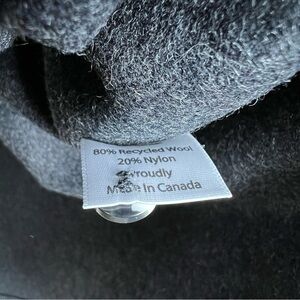 80% Recycled Wool
20% Nylon
Proudly
Made In Canada